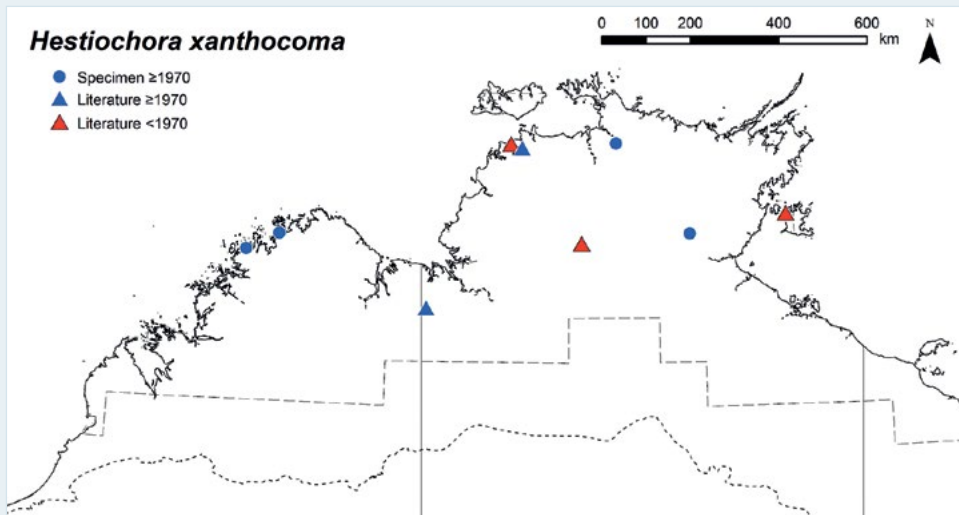 Hestiochora xanthocoma
Specimen ≥1970
Literature ≥1970
Literature <1970
0 100 200 400 600
km
N